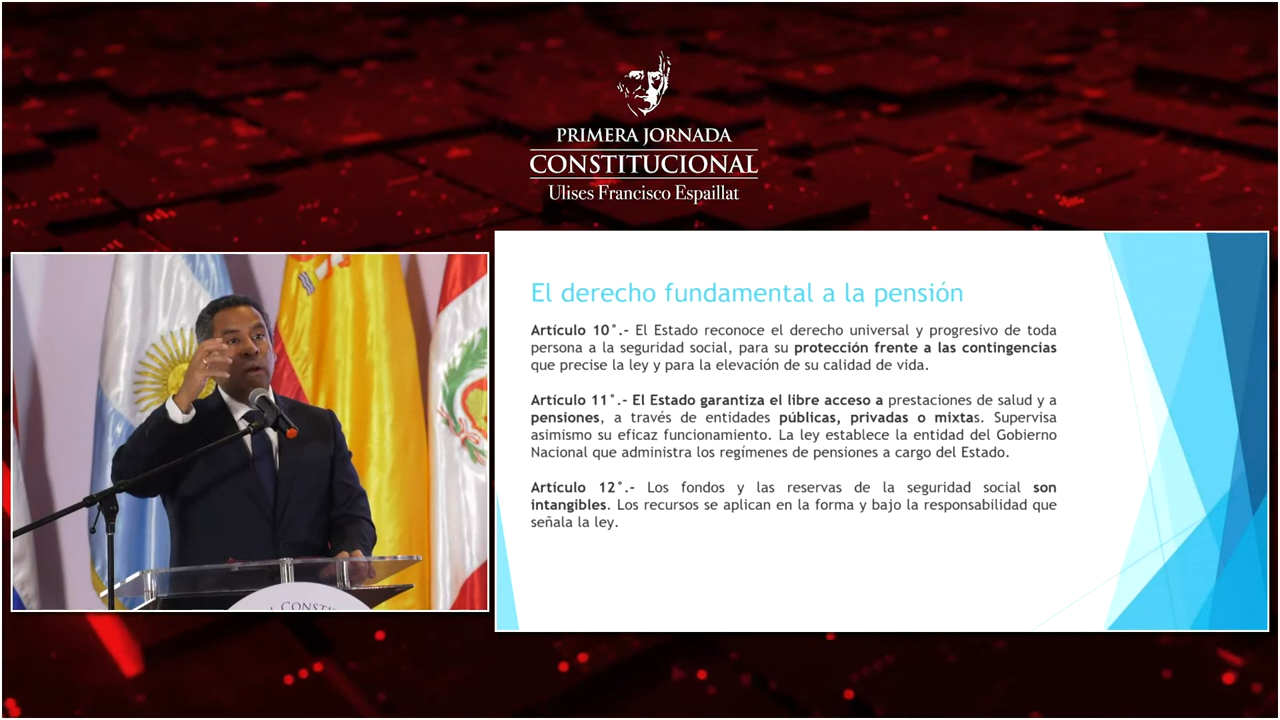 PRIMERA JORNADA
CONSTITUCIONAL
Ulises Francisco Espaillat
El derecho fundamental a la pensión
Artículo 10°.- El Estado reconoce el derecho universal y progresivo de toda
persona a la seguridad social, para su protección frente a las contingencias
que precise la ley y para la elevación de su calidad de vida.
Artículo 11°.- El Estado garantiza el libre acceso a prestaciones de salud y a
pensiones, a través de entidades públicas, privadas o mixtas. Supervisa
asimismo su eficaz funcionamiento. La ley establece la entidad del Gobierno
Nacional que administra los regímenes de pensiones a cargo del Estado.
Artículo 12°.- Los fondos y las reservas de la seguridad social son
intangibles. Los recursos se aplican en la forma y bajo la responsabilidad que
señala la ley.